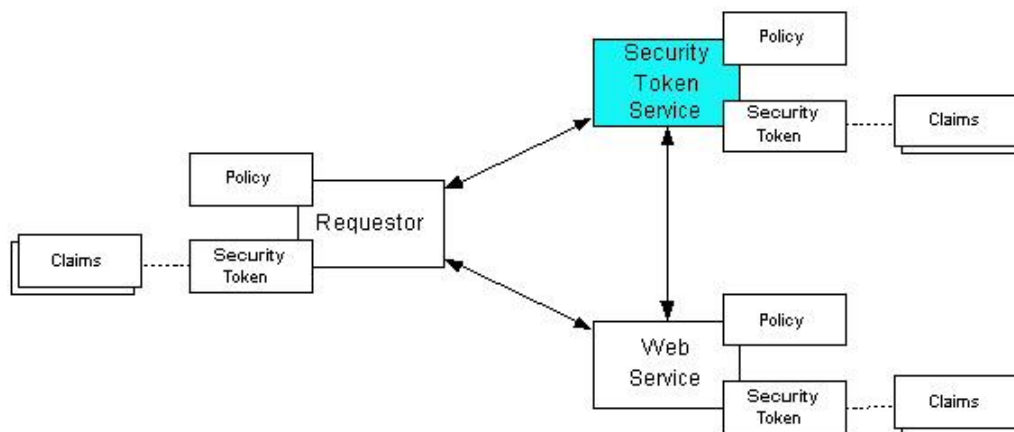 Policy
Security
Token
Service
Security
Token
Claims
Policy
Requestor
Claims
Security
Token
Policy
Web
Service
Security
Token
Claims